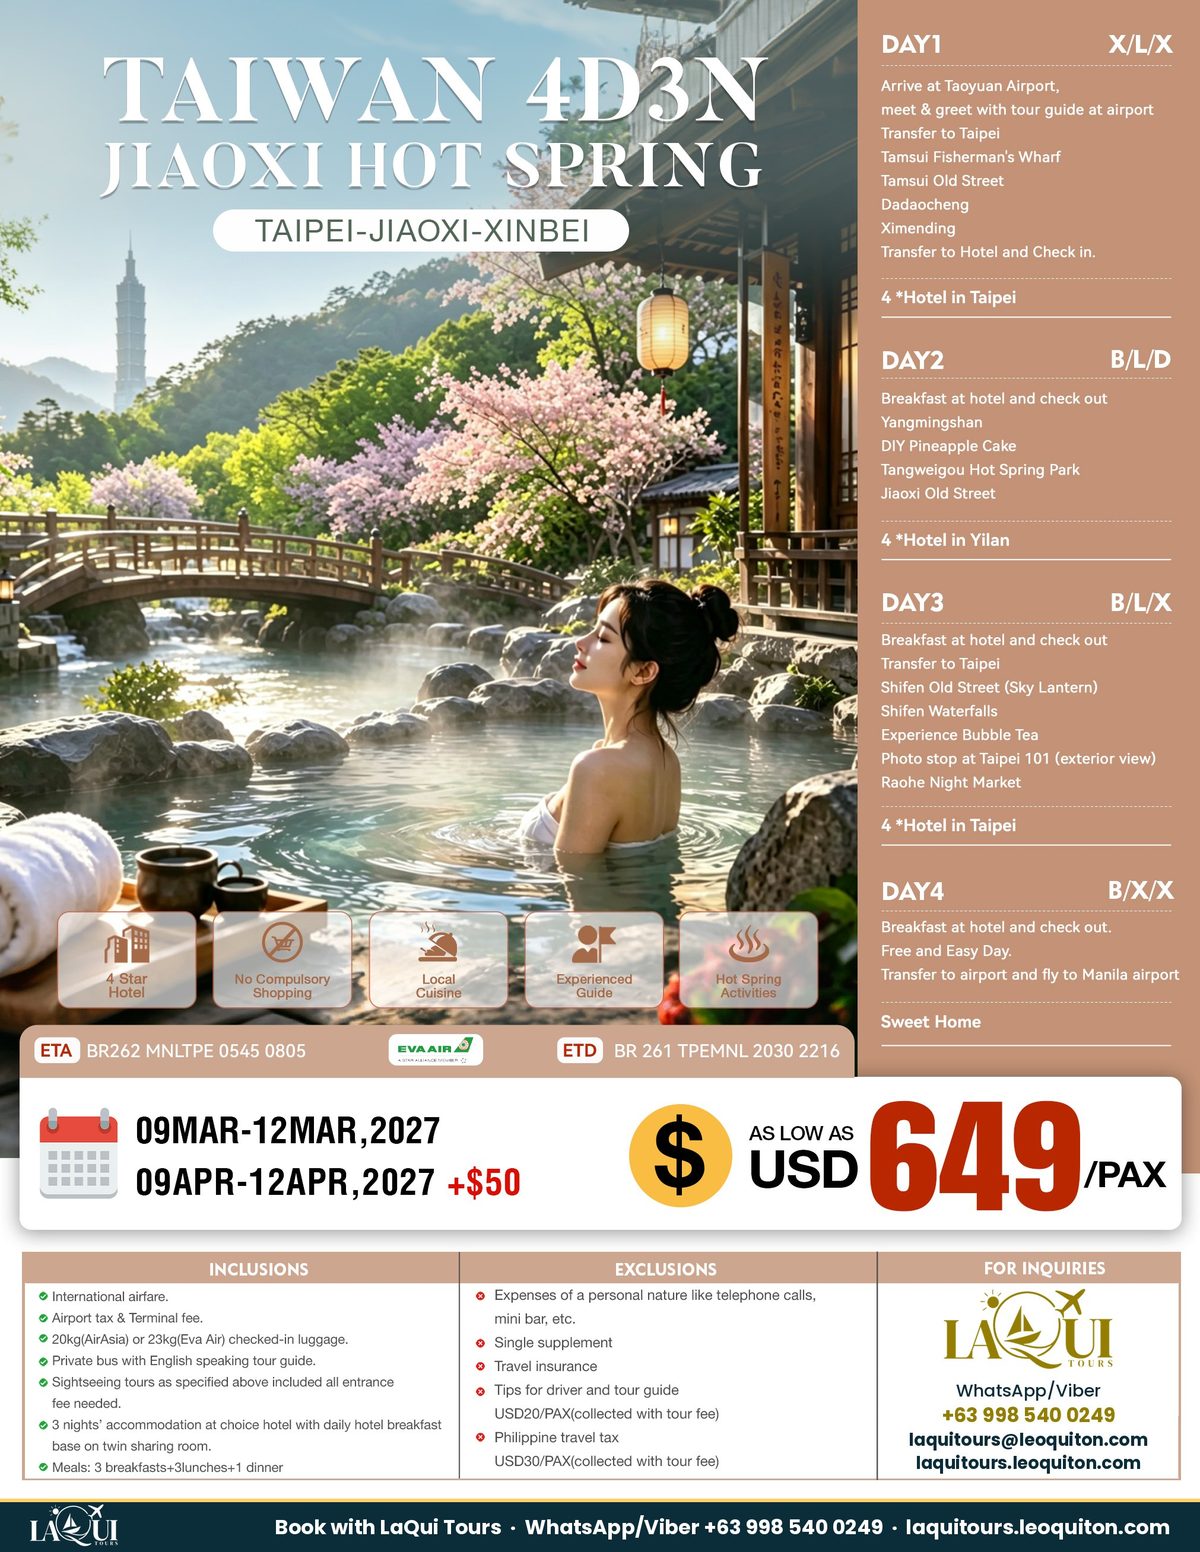 TAIWAN 4D3N
JIAOXI HOT SPRING
TAIPEI-JIAOXI-XINBEI
4 Star
Hotel
No Compulsory
Shopping
Local
Cuisine
Experienced
Guide
Hot Spring
Activities
DAY1 X/L/X
Arrive at Taoyuan Airport,
meet & greet with tour guide at airport
Transfer to Taipei
Tamsui Fisherman's Wharf
Tamsui Old Street
Dadaocheng
Ximending
Transfer to Hotel and Check in.
4 *Hotel in Taipei
DAY2 B/L/D
Breakfast at hotel and check out
Yangmingshan
DIY Pineapple Cake
Tangweigou Hot Spring Park
Jiaoxi Old Street
4 *Hotel in Yilan
DAY3 B/L/X
Breakfast at hotel and check out
Transfer to Taipei
Shifen Old Street (Sky Lantern)
Shifen Waterfalls
Experience Bubble Tea
Photo stop at Taipei 101 (exterior view)
Raohe Night Market
4 *Hotel in Taipei
DAY4 B/X/X
Breakfast at hotel and check out.
Free and Easy Day.
Transfer to airport and fly to Manila airport
Sweet Home
ETA BR262 MNLTPE 0545 0805
EVA AIR
A STAR ALLIANCE MEMBER
ETD BR 261 TPEMNL 2030 2216
09MAR-12MAR,2027
09APR-12APR,2027 +$50
$
AS LOW AS
USD 649/PAX
INCLUSIONS
International airfare.
Airport tax & Terminal fee.
20kg(AirAsia) or 23kg(Eva Air) checked-in luggage.
Private bus with English speaking tour guide.
Sightseeing tours as specified above included all entrance
fee needed.
3 nights' accommodation at choice hotel with daily hotel breakfast
base on twin sharing room.
Meals: 3 breakfasts+3lunches+1 dinner
EXCLUSIONS
Expenses of a personal nature like telephone calls,
mini bar, etc.
Single supplement
Travel insurance
Tips for driver and tour guide
USD20/PAX(collected with tour fee)
Philippine travel tax
USD30/PAX(collected with tour fee)
FOR INQUIRIES
LAQUI
TOURS
WhatsApp/Viber
+63 998 540 0249
laquitours@leoquiton.com
laquitours.leoquiton.com
LAQUI
TOURS
Book with LaQui Tours · WhatsApp/Viber +63 998 540 0249 · laquitours.leoquiton.com